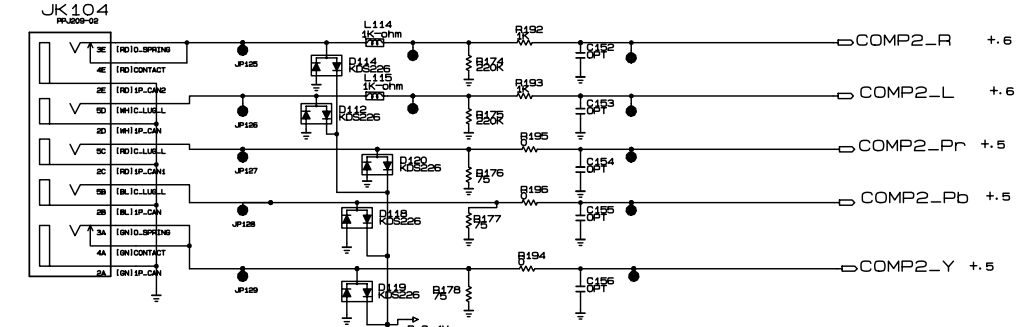 JK104
PPJ209-02
3E [RD]O_SPRING
4E [RD]CONTACT
2E [RD]1P_CAN2
5D [WH]C_LUG_L
2D [WH]1P_CAN
5C [RD]C_LUG_L
2C [RD]1P_CAN1
5B [BL]C_LUG_L
2B [BL]1P_CAN
3A [GN]O_SPRING
4A [GN]CONTACT
2A [GN]1P_CAN
JP125
JP126
JP127
JP128
JP129
L114
1K-ohm
D114
KDS226
L115
1K-ohm
D112
KDS226
D120
KDS226
D118
KDS226
D119
KDS226
R192
1K
R174
220K
R193
1K
R175
220K
R195
0
R176
75
R196
0
R177
75
R194
0
R178
75
C152
OPT
C153
OPT
C154
OPT
C155
OPT
C156
OPT
COMP2_R +.6
COMP2_L +.6
COMP2_Pr +.5
COMP2_Pb +.5
COMP2_Y +.5